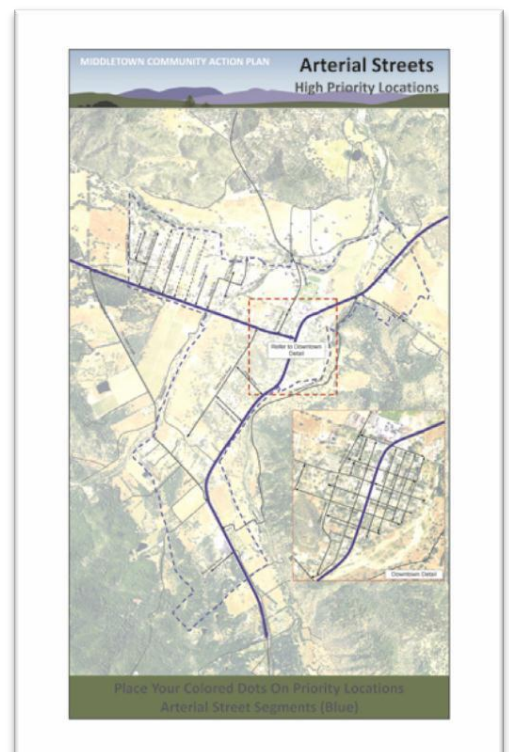 MIDDLETOWN COMMUNITY ACTION PLAN
Arterial Streets
High Priority Locations
Refer to Downtown
Detail
Downtown Detail
Place Your Colored Dots On Priority Locations
Arterial Street Segments (Blue)